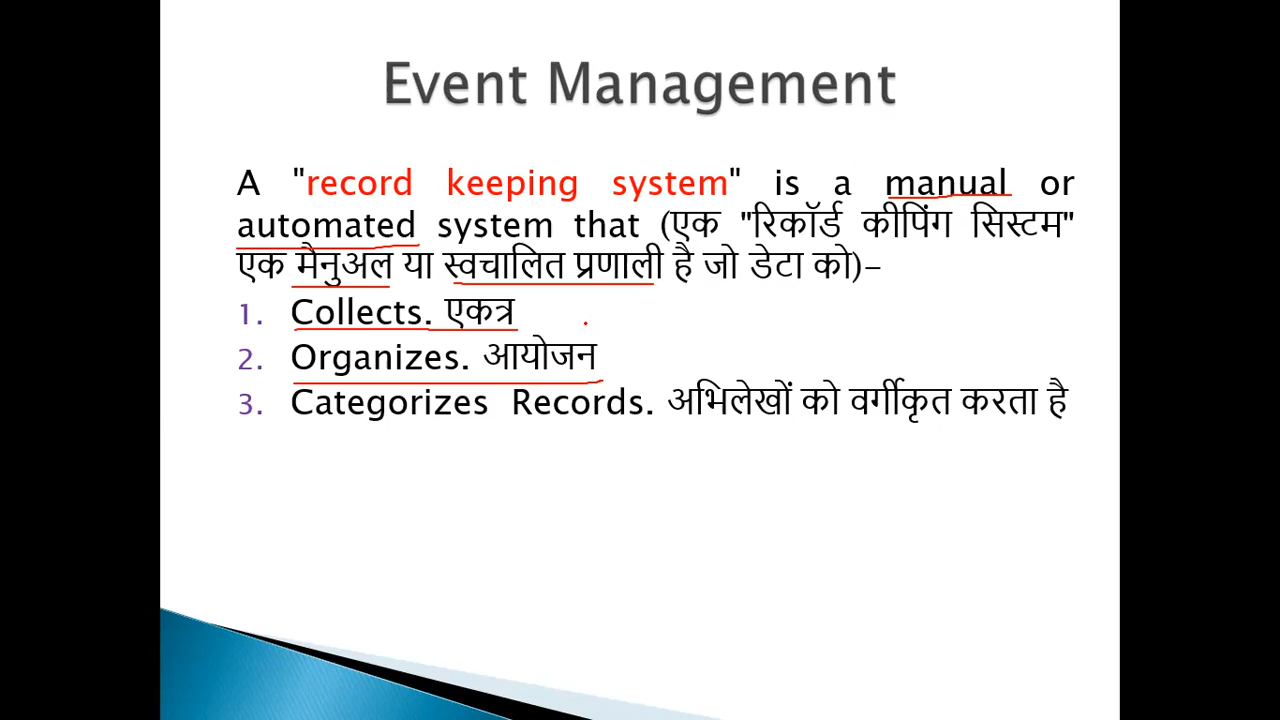 Event Management
A "record keeping system" is a manual or
automated system that (एक "रिकॉर्ड कीपिंग सिस्टम"
एक मैनुअल या स्वचालित प्रणाली है जो डेटा को)-
1. Collects. एकत्र
2. Organizes. आयोजन
3. Categorizes Records. अभिलेखों को वर्गीकृत करता है